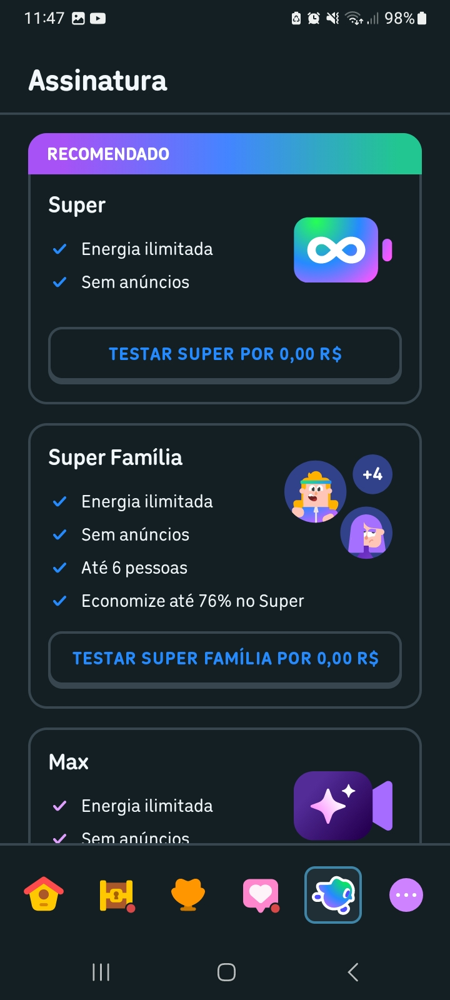 11:47 98%
Assinatura
RECOMENDADO
Super
Energia ilimitada
Sem anúncios
TESTAR SUPER POR 0,00 R$
Super Família
+4
Energia ilimitada
Sem anúncios
Até 6 pessoas
Economize até 76% no Super
TESTAR SUPER FAMÍLIA POR 0,00 R$
Max
Energia ilimitada
Sem anúncios